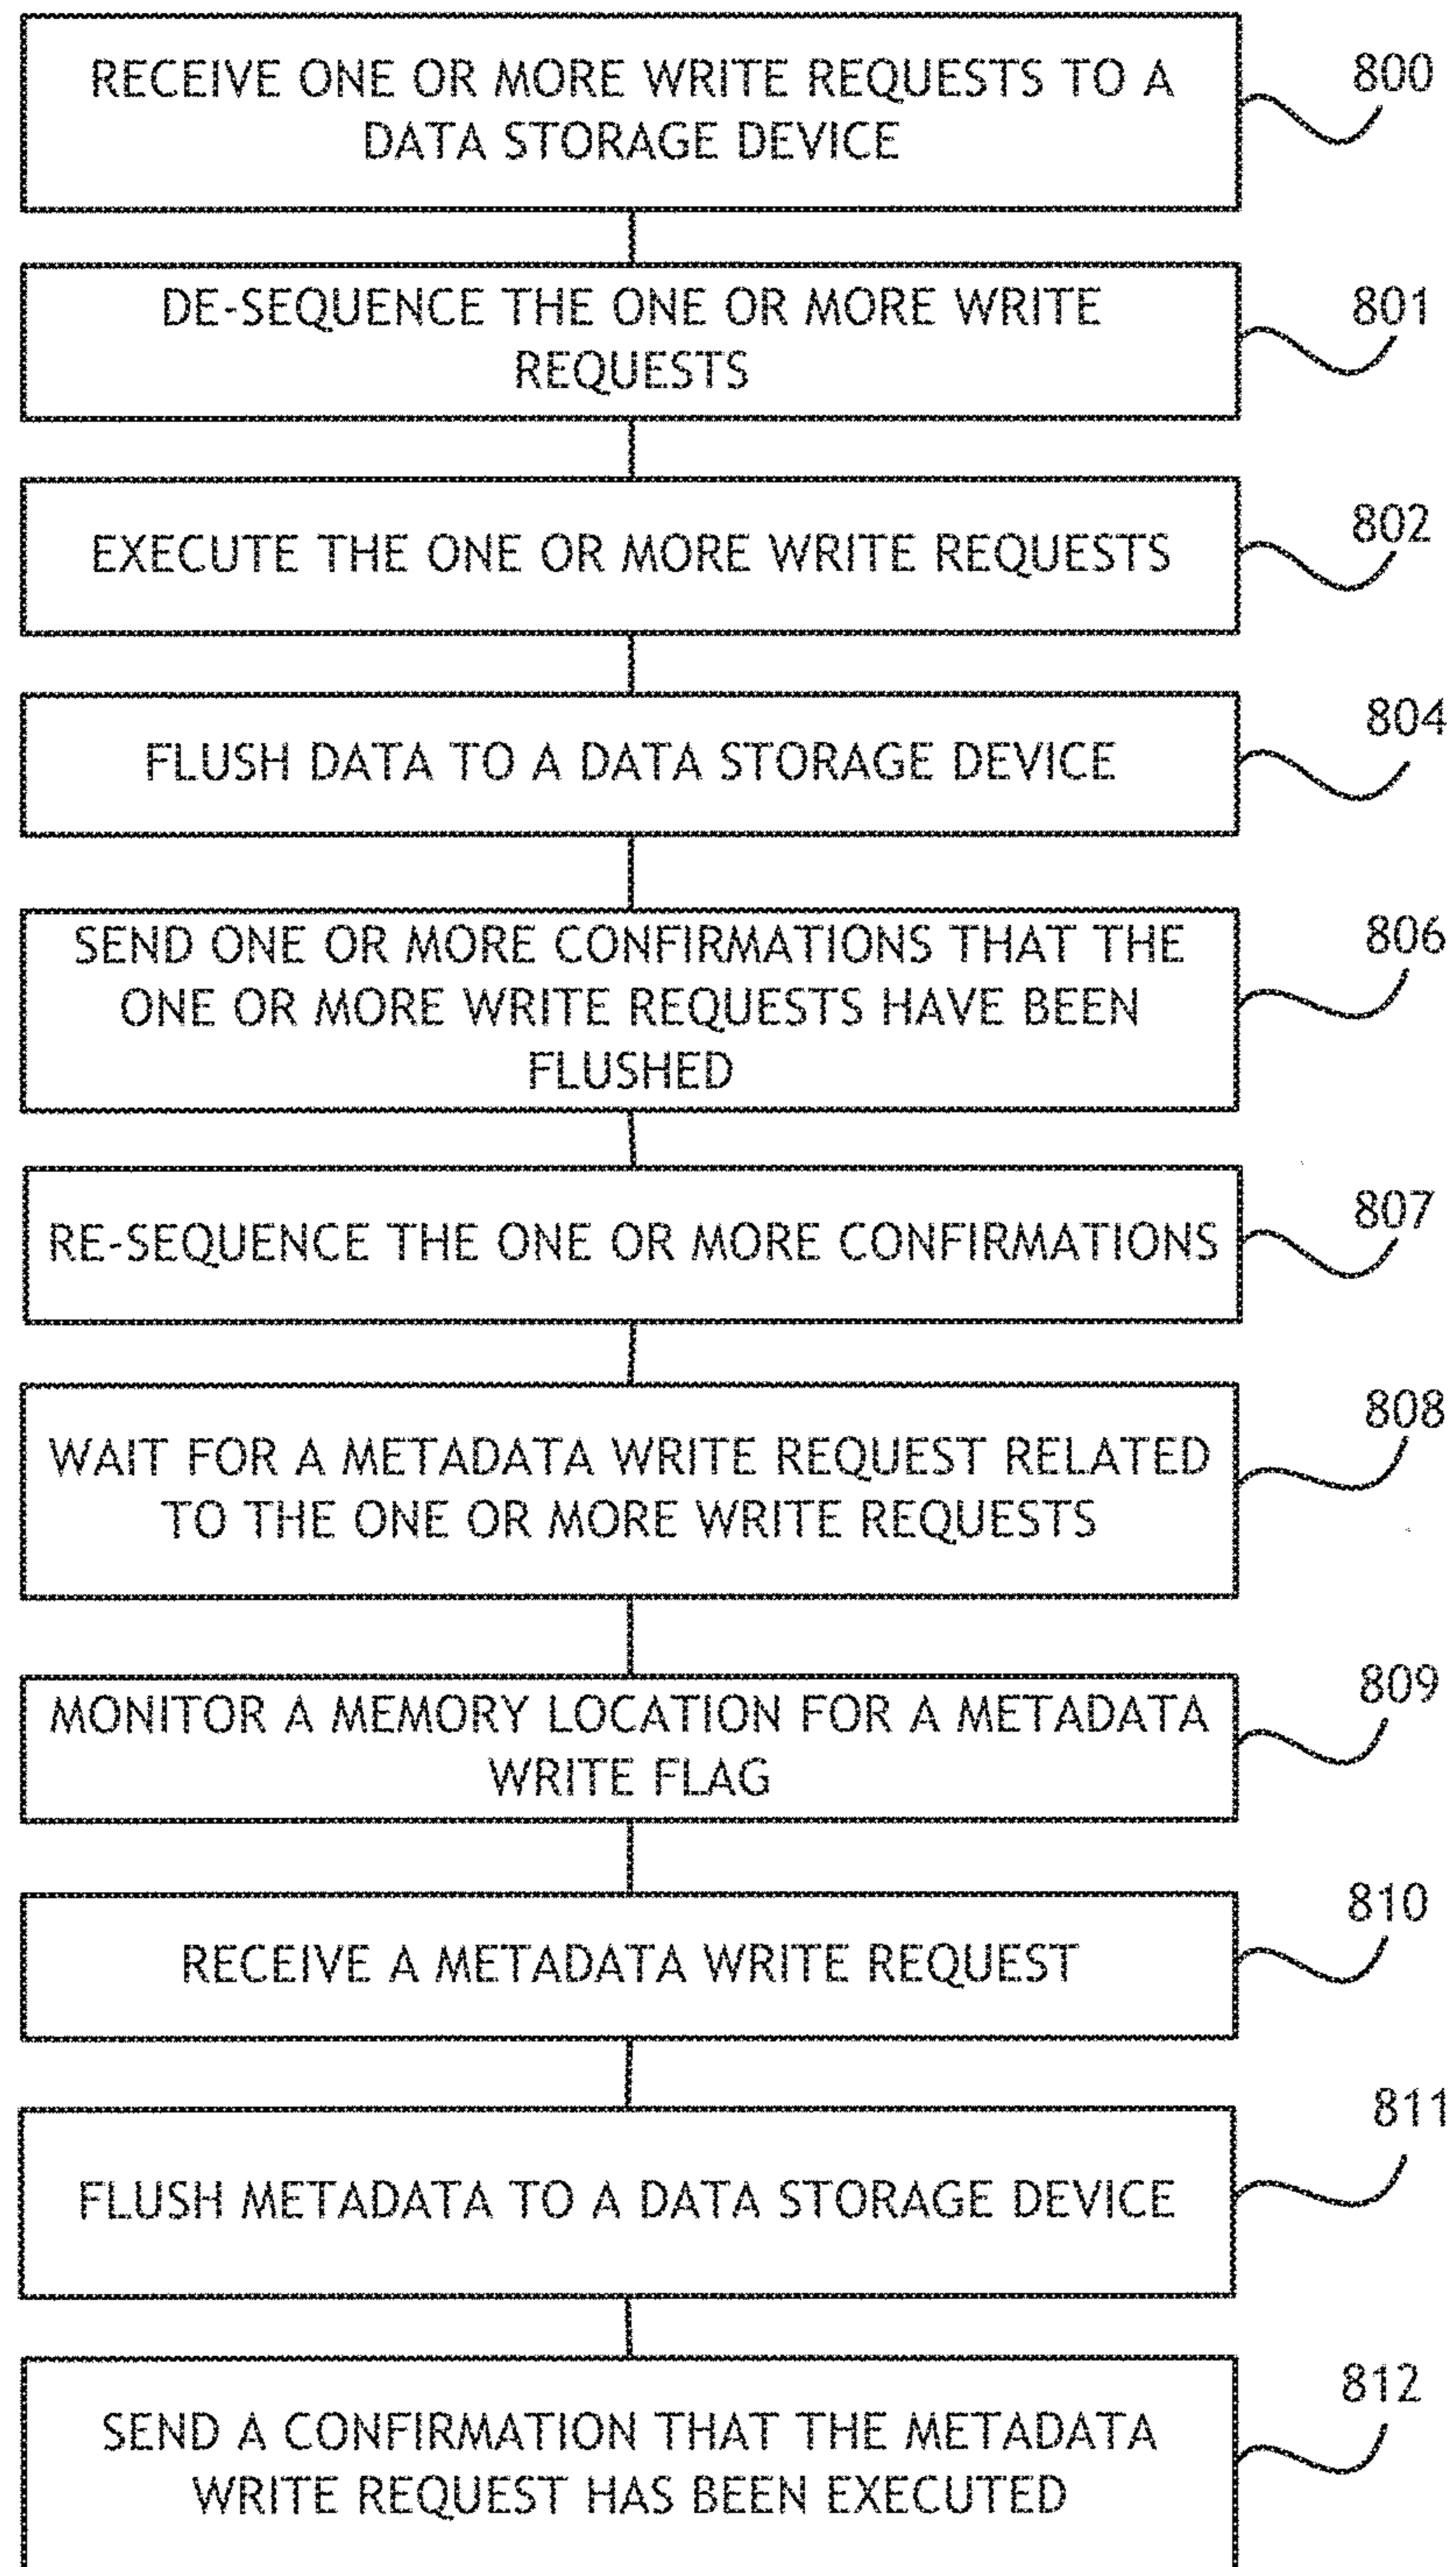 RECEIVE ONE OR MORE WRITE REQUESTS TO A
DATA STORAGE DEVICE
800
DE-SEQUENCE THE ONE OR MORE WRITE
REQUESTS
801
EXECUTE THE ONE OR MORE WRITE REQUESTS
802
FLUSH DATA TO A DATA STORAGE DEVICE
804
SEND ONE OR MORE CONFIRMATIONS THAT THE
ONE OR MORE WRITE REQUESTS HAVE BEEN
FLUSHED
806
RE-SEQUENCE THE ONE OR MORE CONFIRMATIONS
807
WAIT FOR A METADATA WRITE REQUEST RELATED
TO THE ONE OR MORE WRITE REQUESTS
808
MONITOR A MEMORY LOCATION FOR A METADATA
WRITE FLAG
809
RECEIVE A METADATA WRITE REQUEST
810
FLUSH METADATA TO A DATA STORAGE DEVICE
811
SEND A CONFIRMATION THAT THE METADATA
WRITE REQUEST HAS BEEN EXECUTED
812